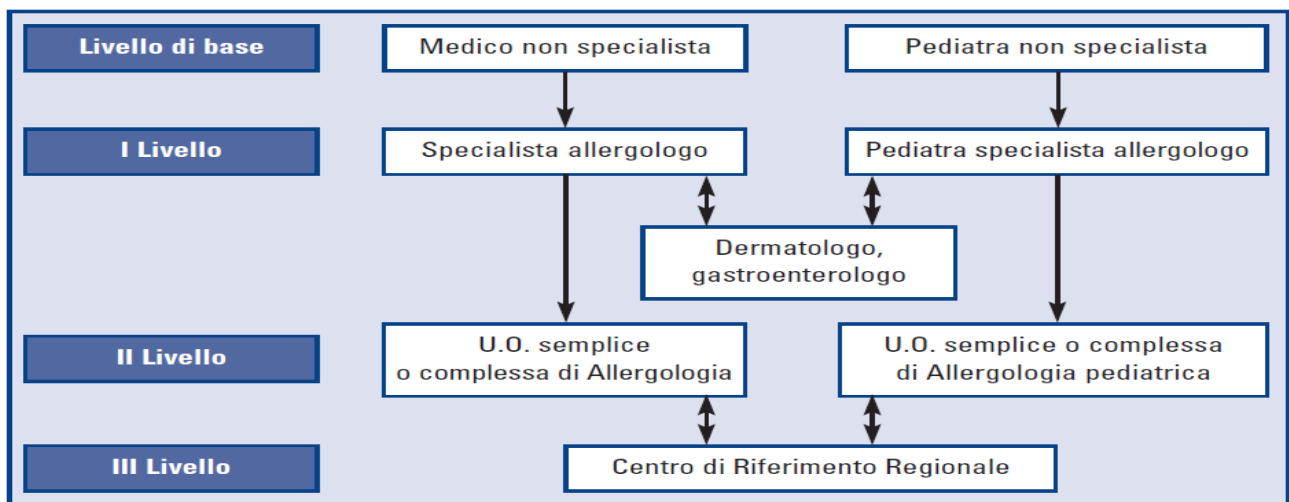 Livello di base
Medico non specialista
Pediatra non specialista
I Livello
Specialista allergologo
Pediatra specialista allergologo
Dermatologo,
gastroenterologo
II Livello
U.O. semplice
o complessa di Allergologia
U.O. semplice o complessa
di Allergologia pediatrica
III Livello
Centro di Riferimento Regionale